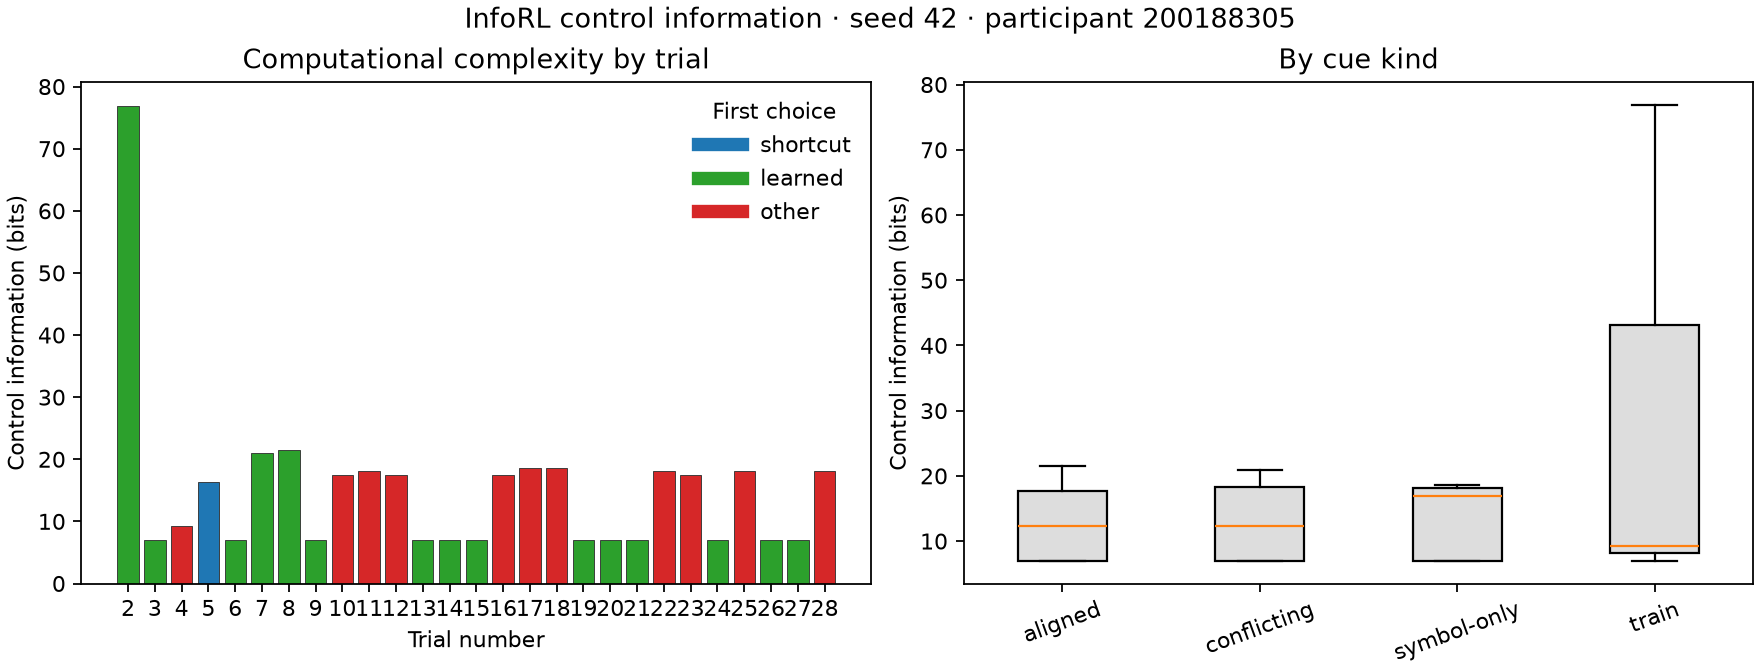 InfoRL control information · seed 42 · participant 200188305
Computational complexity by trial
Control information (bits)
80
70
60
50
40
30
20
10
0
First choice
shortcut
learned
other
2 3 4 5 6 7 8 9 10 11 12 13 14 15 16 17 18 19 20 21 22 23 24 25 26 27 28
Trial number
By cue kind
Control information (bits)
80
70
60
50
40
30
20
10
aligned
conflicting
symbol-only
train